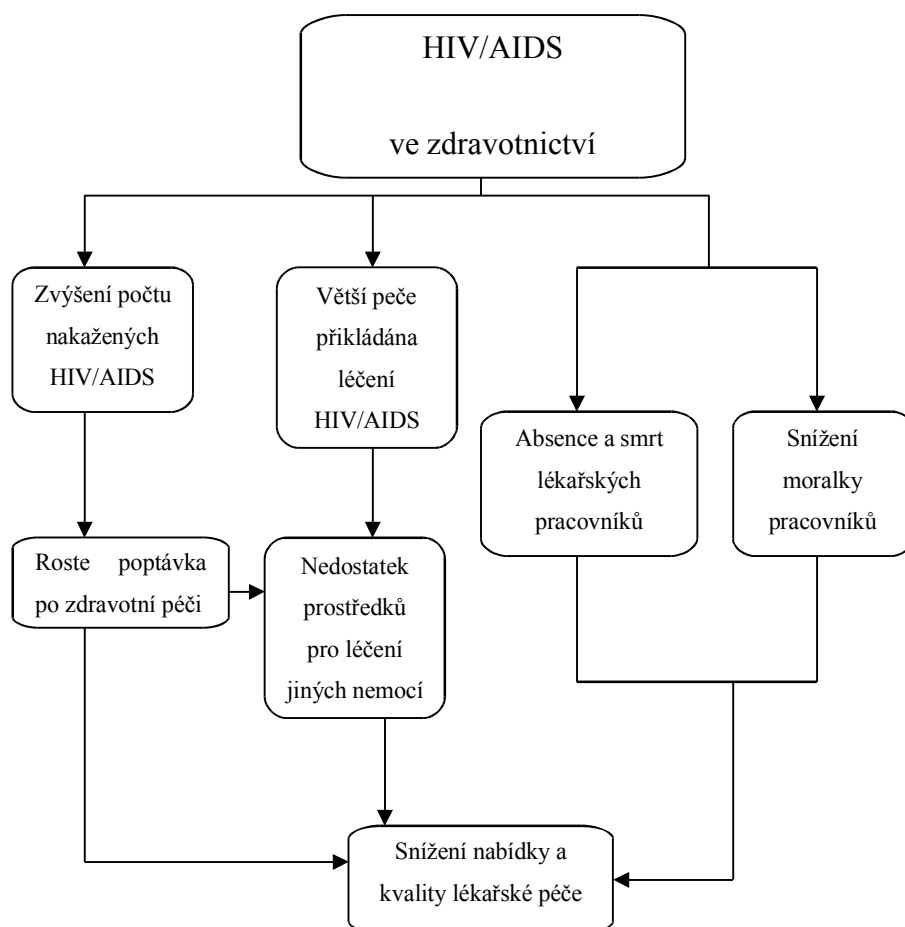 HIV/AIDS
ve zdravotnictví
Zvýšení počtu
nakažených
HIV/AIDS
Větší peče
přikládána
léčení
HIV/AIDS
Absence a smrt
lékařských
pracovníků
Snížení
moralky
pracovníků
Roste poptávka
po zdravotní péči
Nedostatek
prostředků
pro léčení
jiných nemocí
Snížení nabídky a
kvality lékařské péče